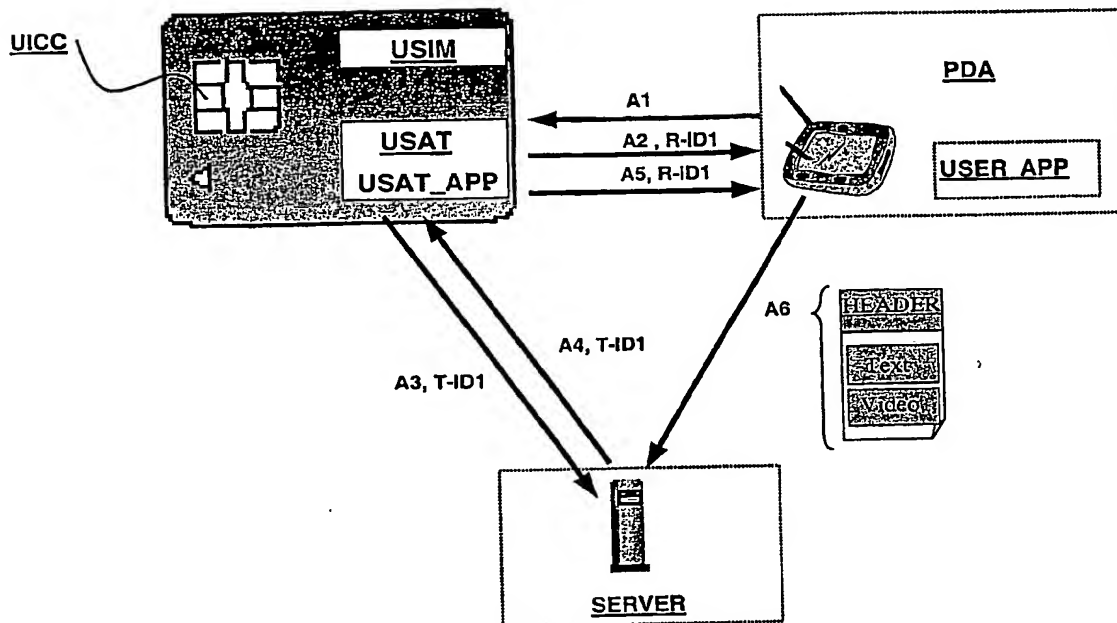 UICC
USIM
PDA
A1
A2 , R-ID1
USAT
USAT_APP
A5, R-ID1
USER_APP
A6
HEADER
Text
Video
A4, T-ID1
A3, T-ID1
SERVER